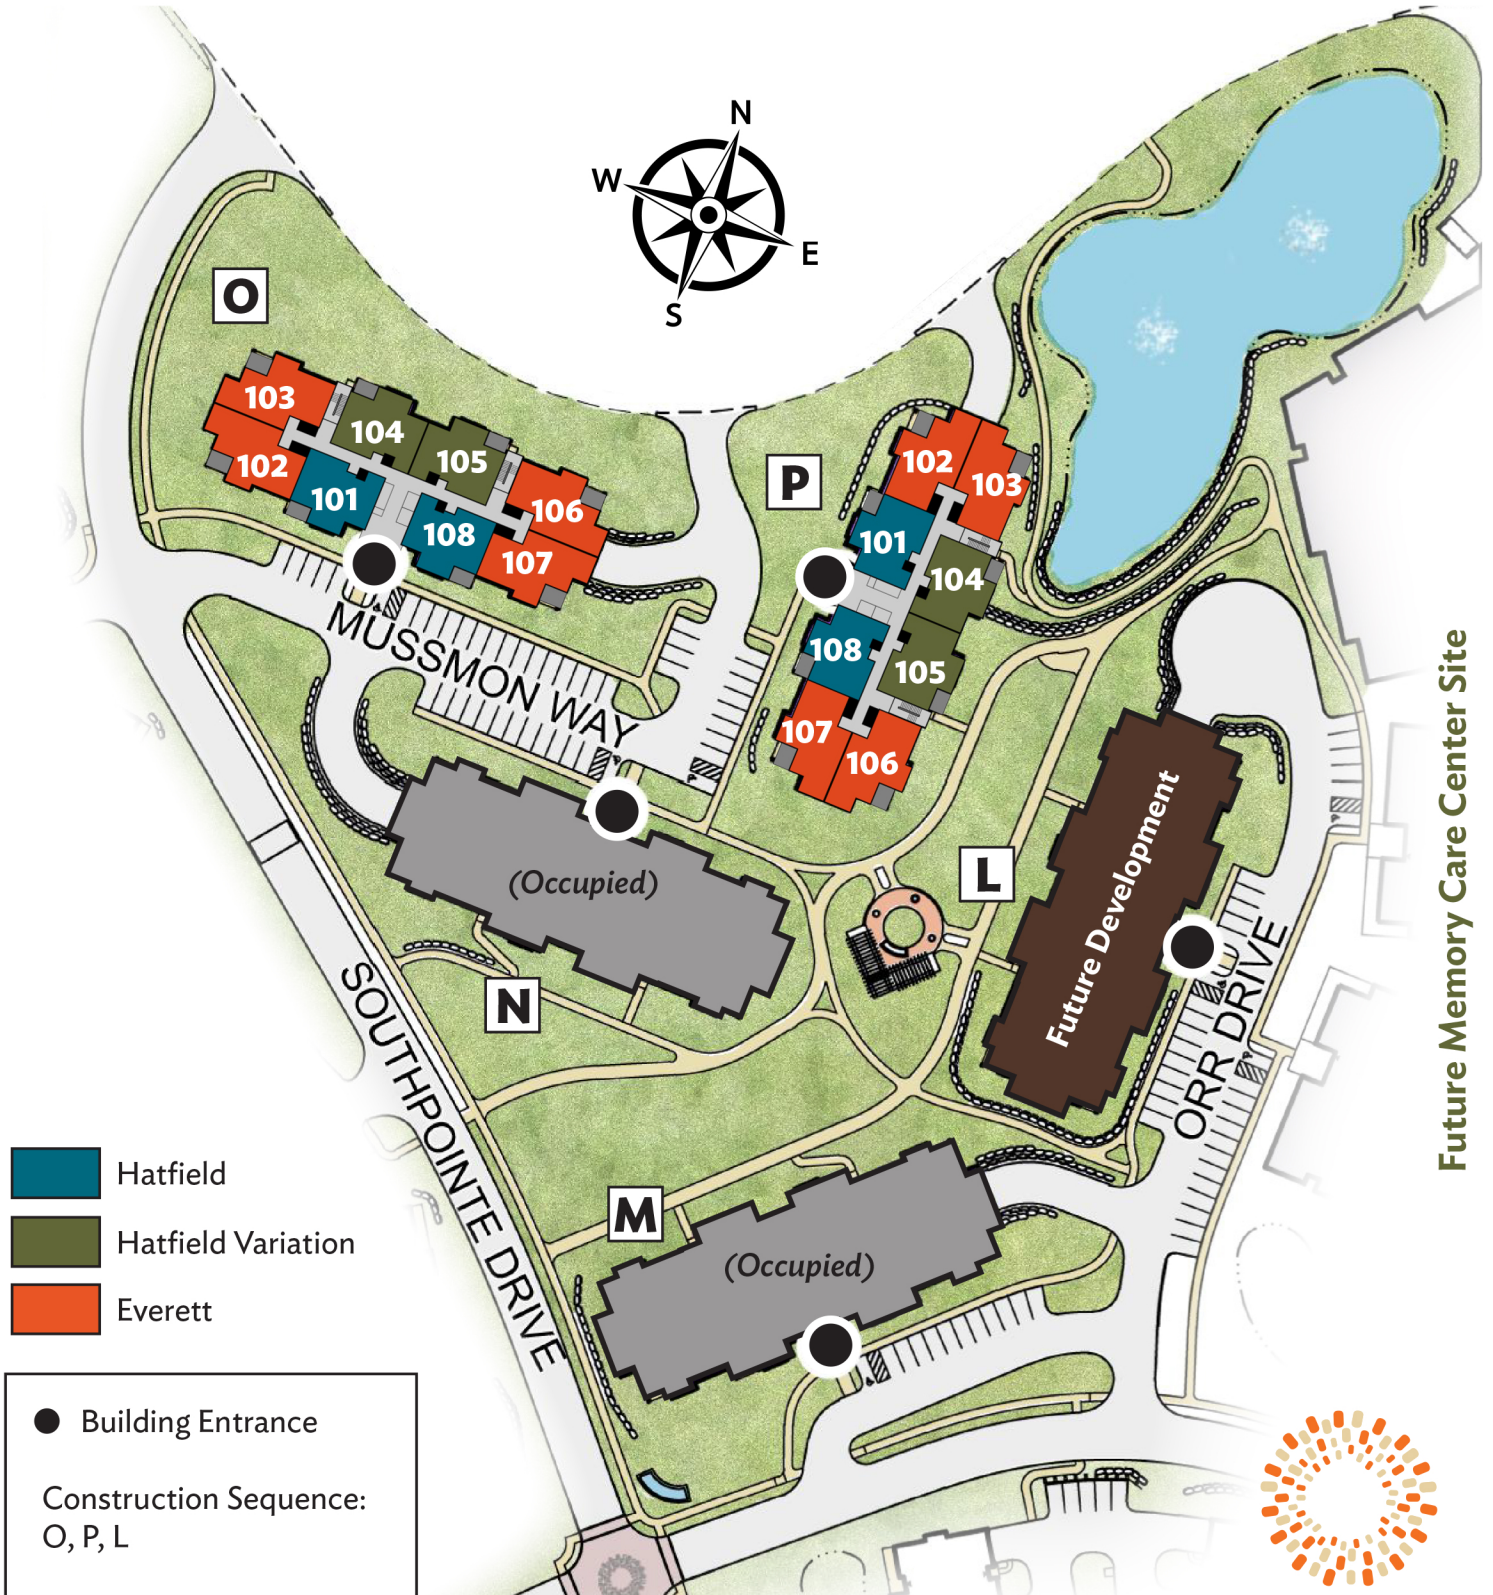 N
W
E
S
O
103
104
105
102
101
106
108
107
P
102
103
101
104
108
105
107
106
MUSSMON WAY
(Occupied)
L
Future Development
N
SOUTHPOINTE DRIVE
ORR DRIVE
Future Memory Care Center Site
M
(Occupied)
Hatfield
Hatfield Variation
Everett
Building Entrance
Construction Sequence:
O, P, L